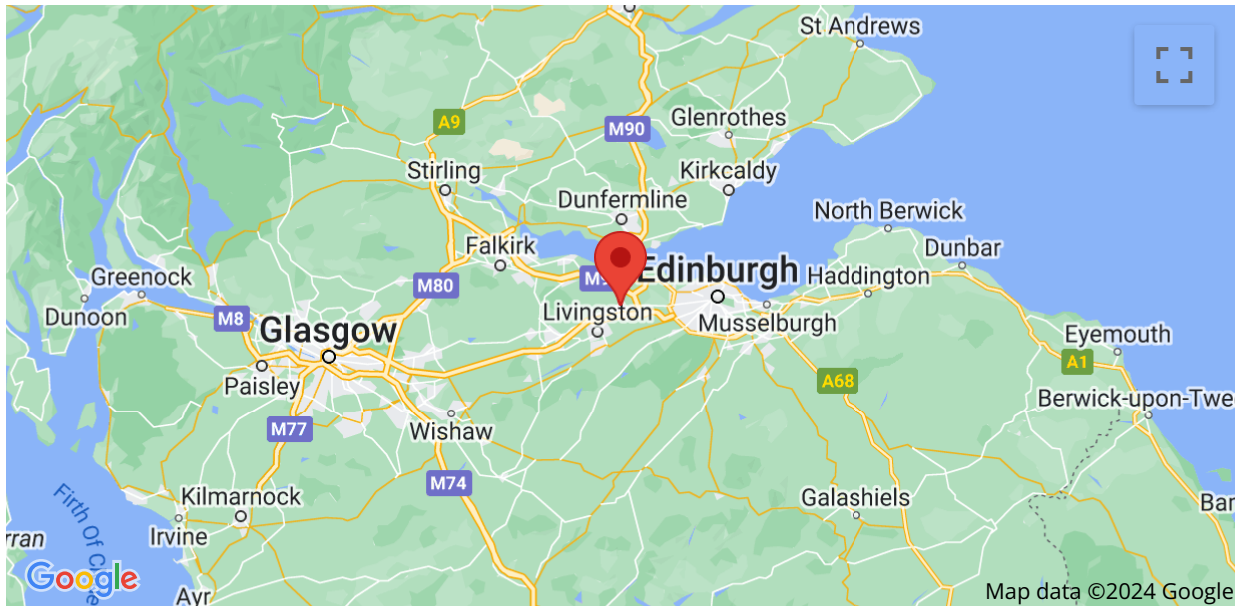 St Andrews
A9
Glenrothes
M90
Stirling
Kirkcaldy
Dunfermline
North Berwick
Falkirk
Dunbar
Edinburgh
Haddington
Greenock
M80
Livingston
Dunoon
M8
Glasgow
Musselburgh
Eyemouth
A1
Paisley
A68
Berwick-upon-Twe
Wishaw
M77
M74
Kilmarnock
Galashiels
Bar
Firth Of C
Irvine
rran
Google
Ayr
Map data ©2024 Google